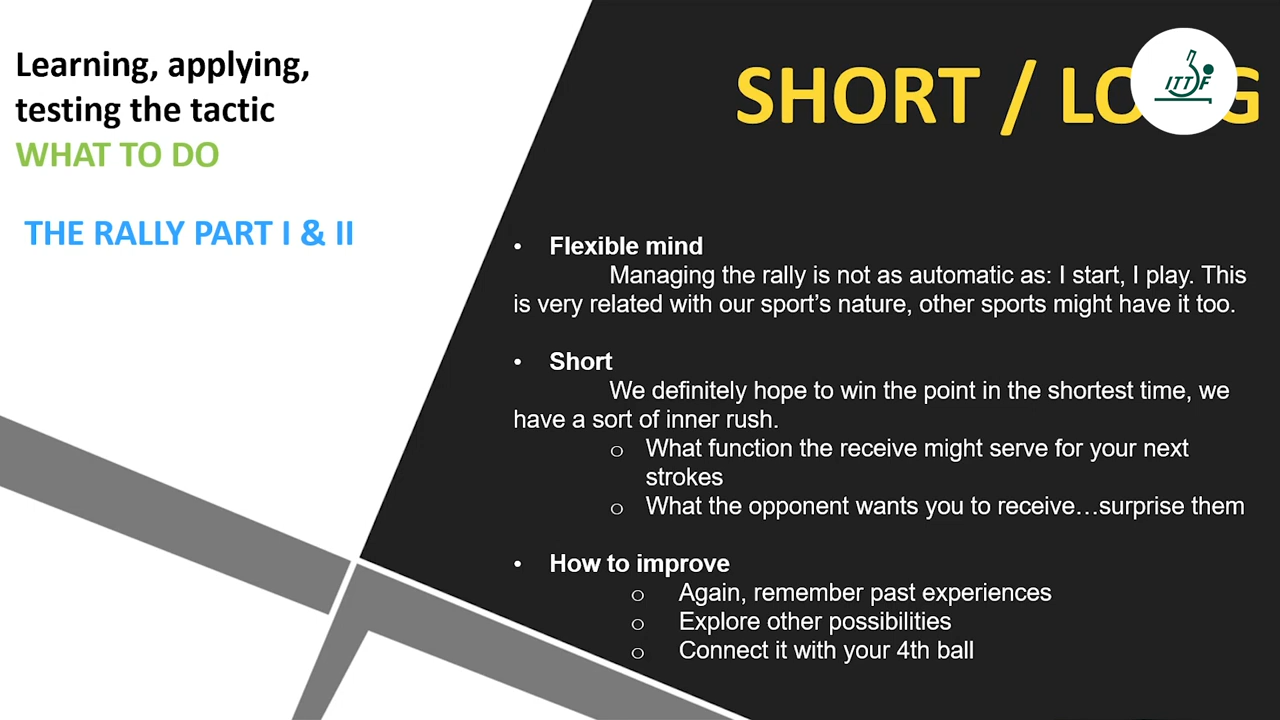 Learning, applying,
testing the tactic
WHAT TO DO
THE RALLY PART I & II
SHORT / LO G
ITTF
• Flexible mind
Managing the rally is not as automatic as: I start, I play. This
is very related with our sport’s nature, other sports might have it too.
• Short
We definitely hope to win the point in the shortest time, we
have a sort of inner rush.
o What function the receive might serve for your next
strokes
o What the opponent wants you to receive…surprise them
• How to improve
o Again, remember past experiences
o Explore other possibilities
o Connect it with your 4th ball